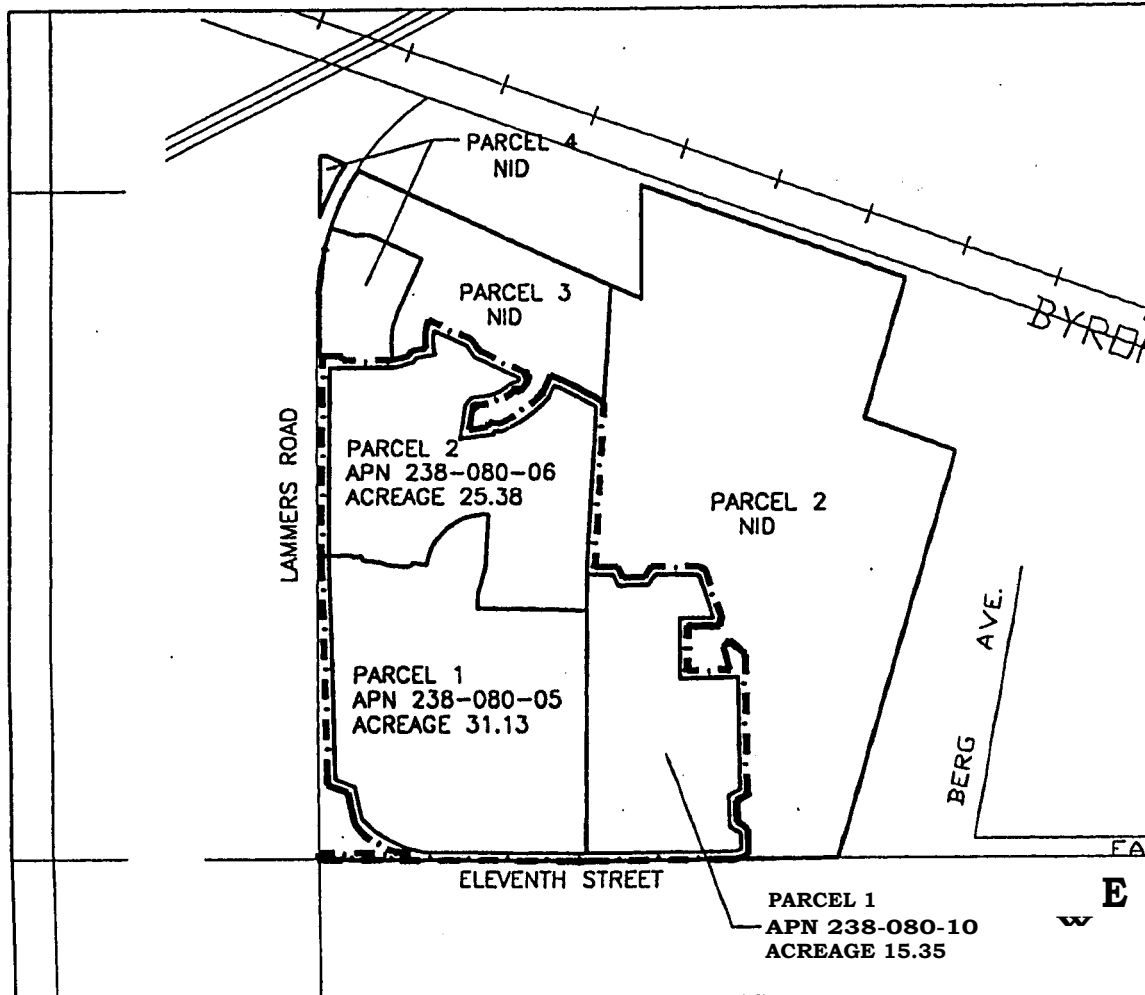 PARCEL 4
NID
PARCEL 3
NID
LAMMERS ROAD
PARCEL 2
APN 238-080-06
ACREAGE 25.38
PARCEL 2
NID
PARCEL 1
APN 238-080-05
ACREAGE 31.13
BERG AVE.
ELEVENTH STREET
PARCEL 1
APN 238-080-10
ACREAGE 15.35
E